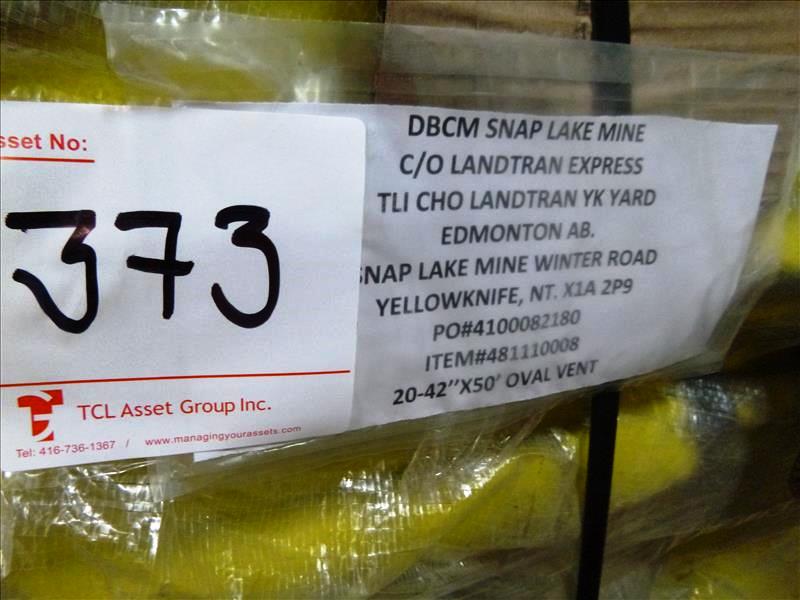 sset No:
373
TCL Asset Group Inc.
Tel: 416-736-1367 / www.managingyourassets.com
DBCM SNAP LAKE MINE
C/O LANDTRAN EXPRESS
TLI CHO LANDTRAN YK YARD
EDMONTON AB.
SNAP LAKE MINE WINTER ROAD
YELLOWKNIFE, NT. X1A 2P9
PO#4100082180
ITEM#481110008
20-42’’X50’ OVAL VENT